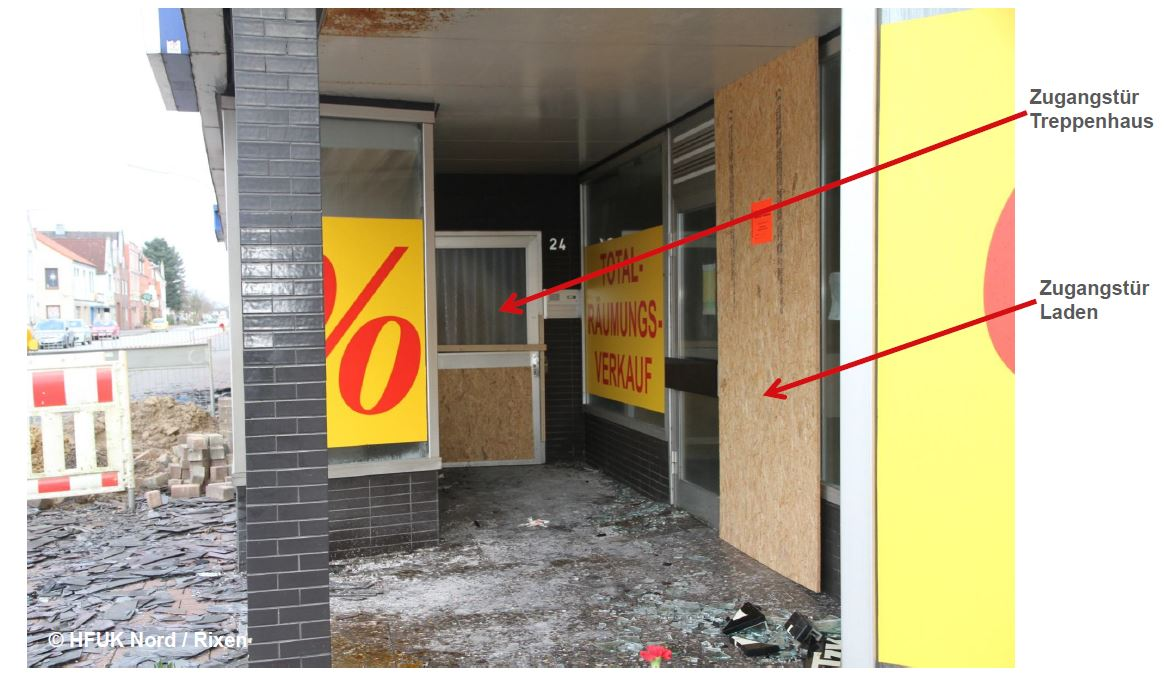 Zugangstür
Treppenhaus
24
TOTAL-
RÄUMUNGS-
VERKAUF
%
Zugangstür
Laden
© HFUK Nord / Rixen